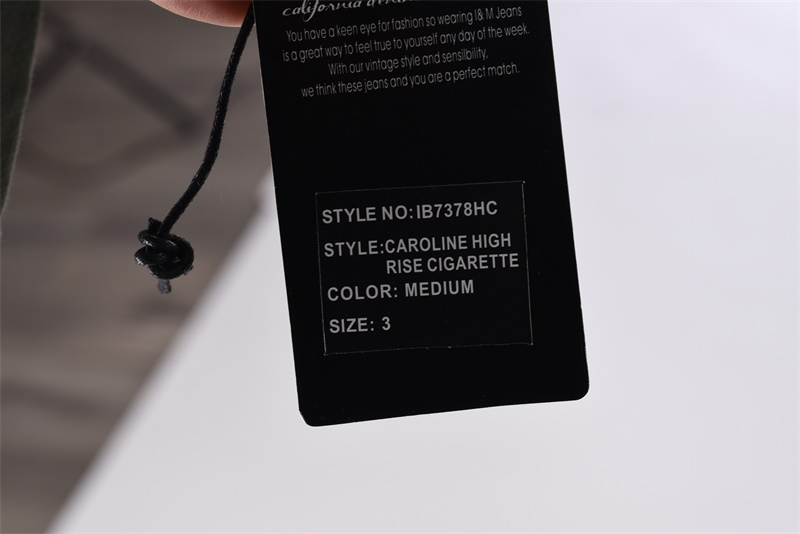 california
You have a keen eye for fashion so wearing I& M Jeans
is a great way to feel true to yourself any day of the week.
With our vintage style and sensibility,
we think these jeans and you are a perfect match.
STYLE NO: IB7378HC
STYLE: CAROLINE HIGH
RISE CIGARETTE
COLOR: MEDIUM
SIZE: 3